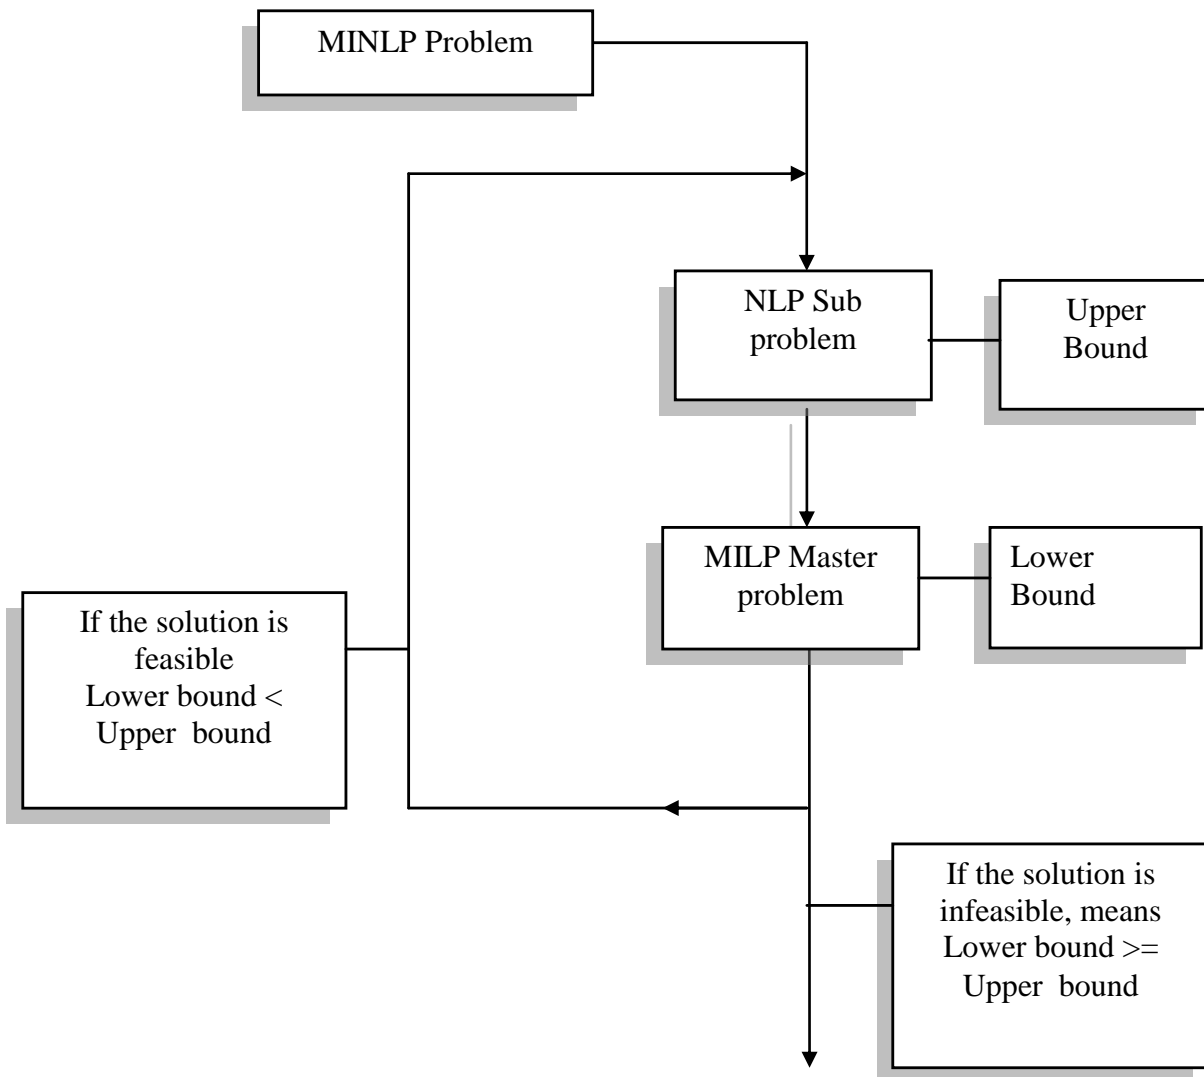 MINLP Problem
NLP Sub
problem
Upper
Bound
MILP Master
problem
Lower
Bound
If the solution is
feasible
Lower bound <
Upper bound
If the solution is
infeasible, means
Lower bound >=
Upper bound